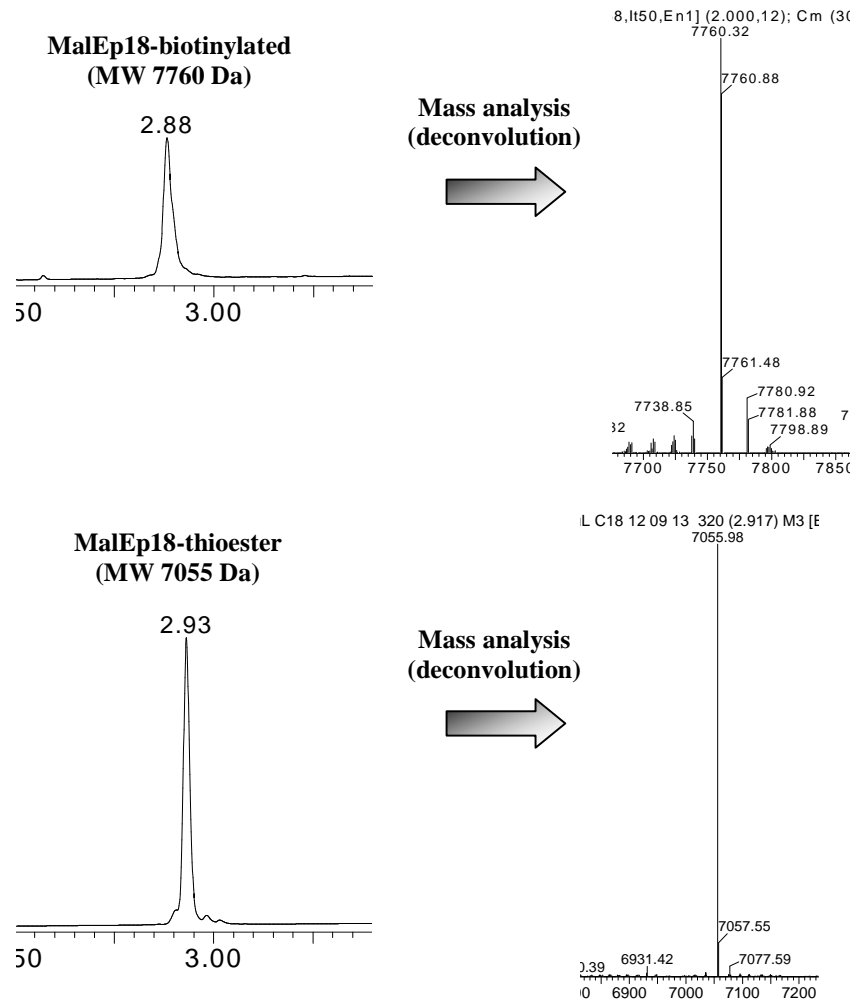 MalEp18-biotinylated
(MW 7760 Da)
2.88
50
3.00
Mass analysis
(deconvolution)
8,It50,En1] (2.000,12); Cm (30
7760.32
7760.88
7761.48
7780.92
7738.85
7781.88
7798.89
32
7
7700
7750
7800
7850
MalEp18-thioester
(MW 7055 Da)
2.93
50
3.00
Mass analysis
(deconvolution)
C18 12 09 13 320 (2.917) M3 [E
7055.98
7057.55
6931.42
7077.59
0.39
6900
7000
7100
7200